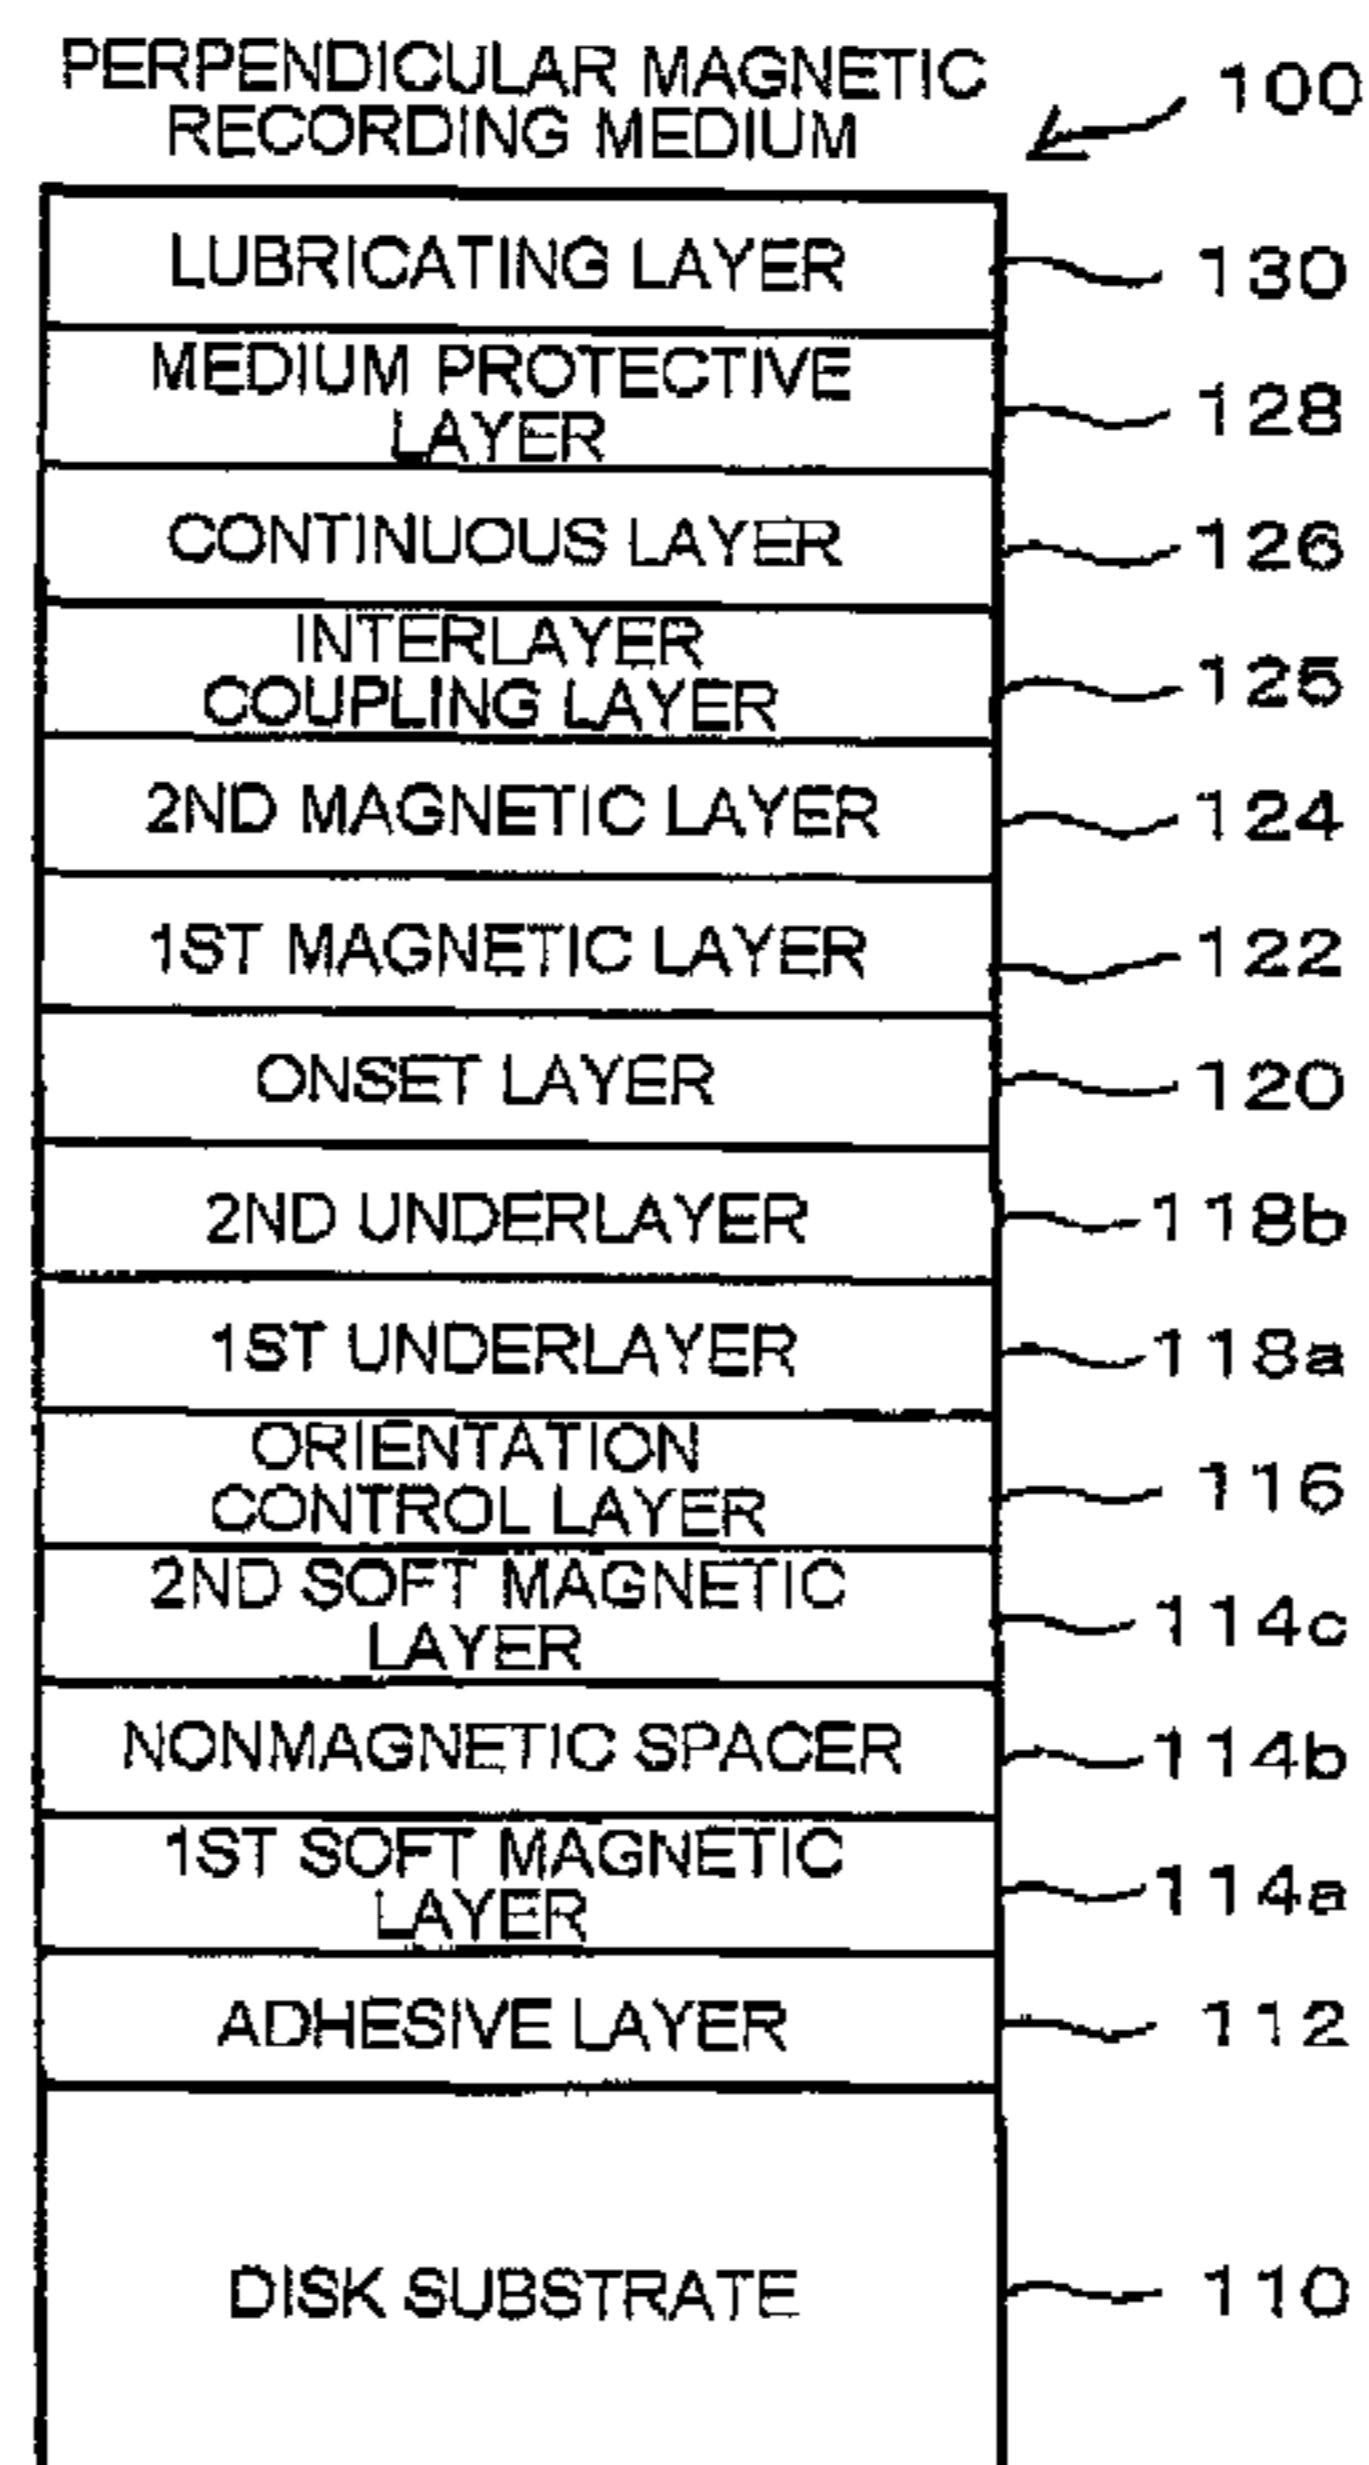 PERPENDICULAR MAGNETIC
RECORDING MEDIUM
100
LUBRICATING LAYER
130
MEDIUM PROTECTIVE
LAYER
128
CONTINUOUS LAYER
126
INTERLAYER
COUPLING LAYER
125
2ND MAGNETIC LAYER
124
1ST MAGNETIC LAYER
122
ONSET LAYER
120
2ND UNDERLAYER
118b
1ST UNDERLAYER
118a
ORIENTATION
CONTROL LAYER
116
2ND SOFT MAGNETIC
LAYER
114c
NONMAGNETIC SPACER
114b
1ST SOFT MAGNETIC
LAYER
114a
ADHESIVE LAYER
112
DISK SUBSTRATE
110